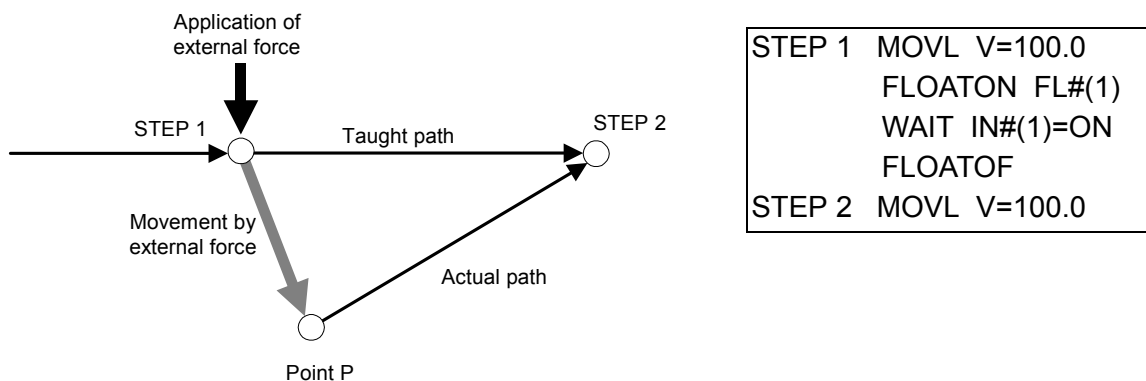 Application of
external force
STEP 1
Taught path
STEP 2
Movement by
external force
Actual path
Point P
STEP 1 MOVL V=100.0
FLOATON FL#(1)
WAIT IN#(1)=ON
FLOATOF
STEP 2 MOVL V=100.0